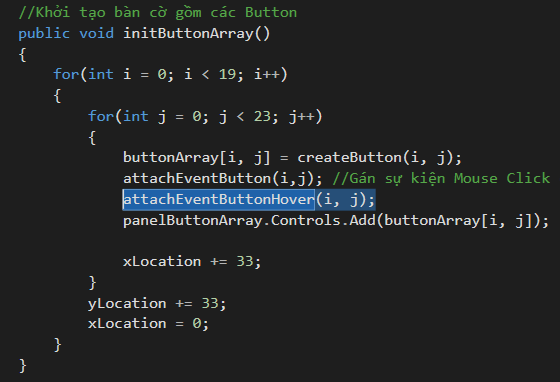 //Khởi tạo bàn cờ gồm các Button
public void initButtonArray()
{
for(int i = 0; i < 19; i++)
{
for(int j = 0; j < 23; j++)
{
buttonArray[i, j] = createButton(i, j);
attachEventButton(i,j); //Gán sự kiện Mouse Click
attachEventButtonHover(i, j);
panelButtonArray.Controls.Add(buttonArray[i, j]);
xLocation += 33;
}
yLocation += 33;
xLocation = 0;
}
}